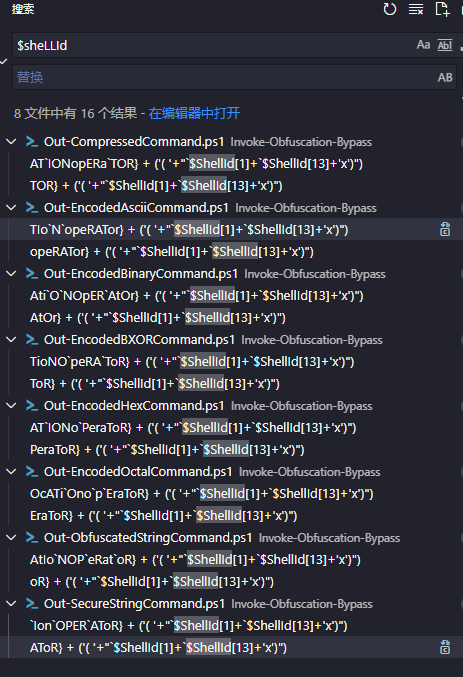 搜索
$sheLLId
Aa Abl
替换
AB
8 文件中有 16 个结果 - 在编辑器中打开
Out-CompressedCommand.ps1 Invoke-Obfuscation-Bypass
AT`IONopERa`TOR} + ('( '+"`$ShellId[1]+`$ShellId[13]+'x')")
TOR} + ('( '+"`$ShellId[1]+`$ShellId[13]+'x')")
Out-EncodedAsciiCommand.ps1 Invoke-Obfuscation-Bypass
TIo`N`opeRATor} + ('( '+"`$ShellId[1]+`$ShellId[13]+'x')")
opeRATor} + ('( '+"`$ShellId[1]+`$ShellId[13]+'x')")
Out-EncodedBinaryCommand.ps1 Invoke-Obfuscation-Bypass
Ati`O`NOpER`AtOr} + ('( '+"`$ShellId[1]+`$ShellId[13]+'x')")
AtOr} + ('( '+"`$ShellId[1]+`$ShellId[13]+'x')")
Out-EncodedBXORCommand.ps1 Invoke-Obfuscation-Bypass
TioNO`peRA`ToR} + ('( '+"`$ShellId[1]+`$ShellId[13]+'x')")
ToR} + ('( '+"`$ShellId[1]+`$ShellId[13]+'x')")
Out-EncodedHexCommand.ps1 Invoke-Obfuscation-Bypass
AT`IONo`PeraToR} + ('( '+"`$ShellId[1]+`$ShellId[13]+'x')")
PeraToR} + ('( '+"`$ShellId[1]+`$ShellId[13]+'x')")
Out-EncodedOctalCommand.ps1 Invoke-Obfuscation-Bypass
OcATi`Ono`p`EraToR} + ('( '+"`$ShellId[1]+`$ShellId[13]+'x')")
EraToR} + ('( '+"`$ShellId[1]+`$ShellId[13]+'x')")
Out-ObfuscatedStringCommand.ps1 Invoke-Obfuscation-Bypass
AtIo`NOP`eRat`oR} + ('( '+"`$ShellId[1]+`$ShellId[13]+'x')")
oR} + ('( '+"`$ShellId[1]+`$ShellId[13]+'x')")
Out-SecureStringCommand.ps1 Invoke-Obfuscation-Bypass
`Ion`OPER`AToR} + ('( '+"`$ShellId[1]+`$ShellId[13]+'x')")
AToR} + ('( '+"`$ShellId[1]+`$ShellId[13]+'x')")